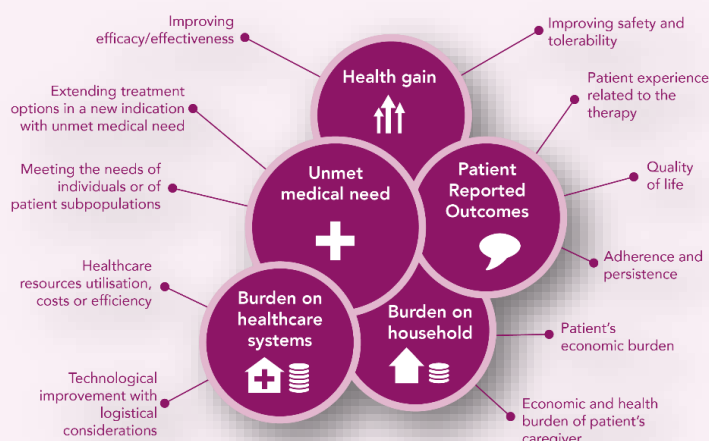 Improving
efficacy/effectiveness
Improving safety and
tolerability
Health gain
Extending treatment
options in a new indication
with unmet medical need
Patient experience
related to the
therapy
Unmet
medical need
Patient
Reported
Outcomes
Meeting the needs of
individuals or of
patient subpopulations
Quality
of life
Adherence and
persistence
Healthcare
resources utilisation,
costs or efficiency
Burden on
healthcare
systems
Burden on
household
Patient's
economic burden
Technological
improvement with
logistical
considerations
Economic and health
burden of patient's
caregiver